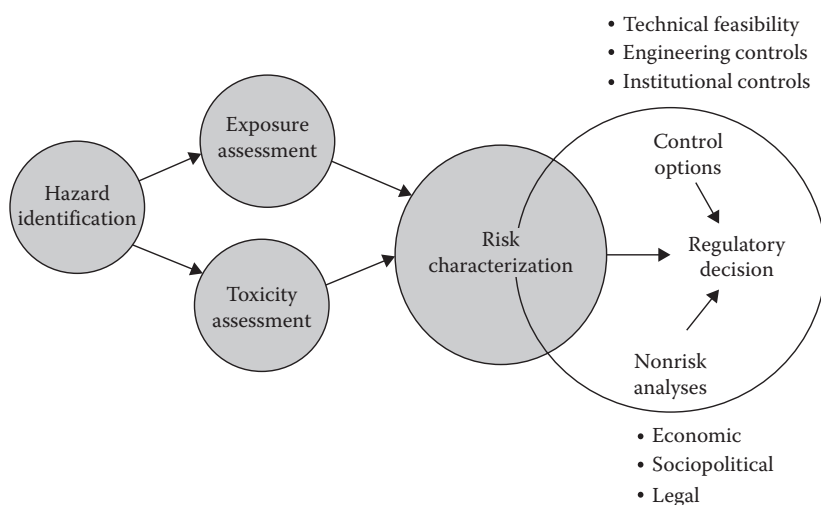 • Technical feasibility
• Engineering controls
• Institutional controls
Exposure
assessment
Control
options
Hazard
identification
Risk
characterization
Regulatory
decision
Toxicity
assessment
Nonrisk
analyses
• Economic
• Sociopolitical
• Legal